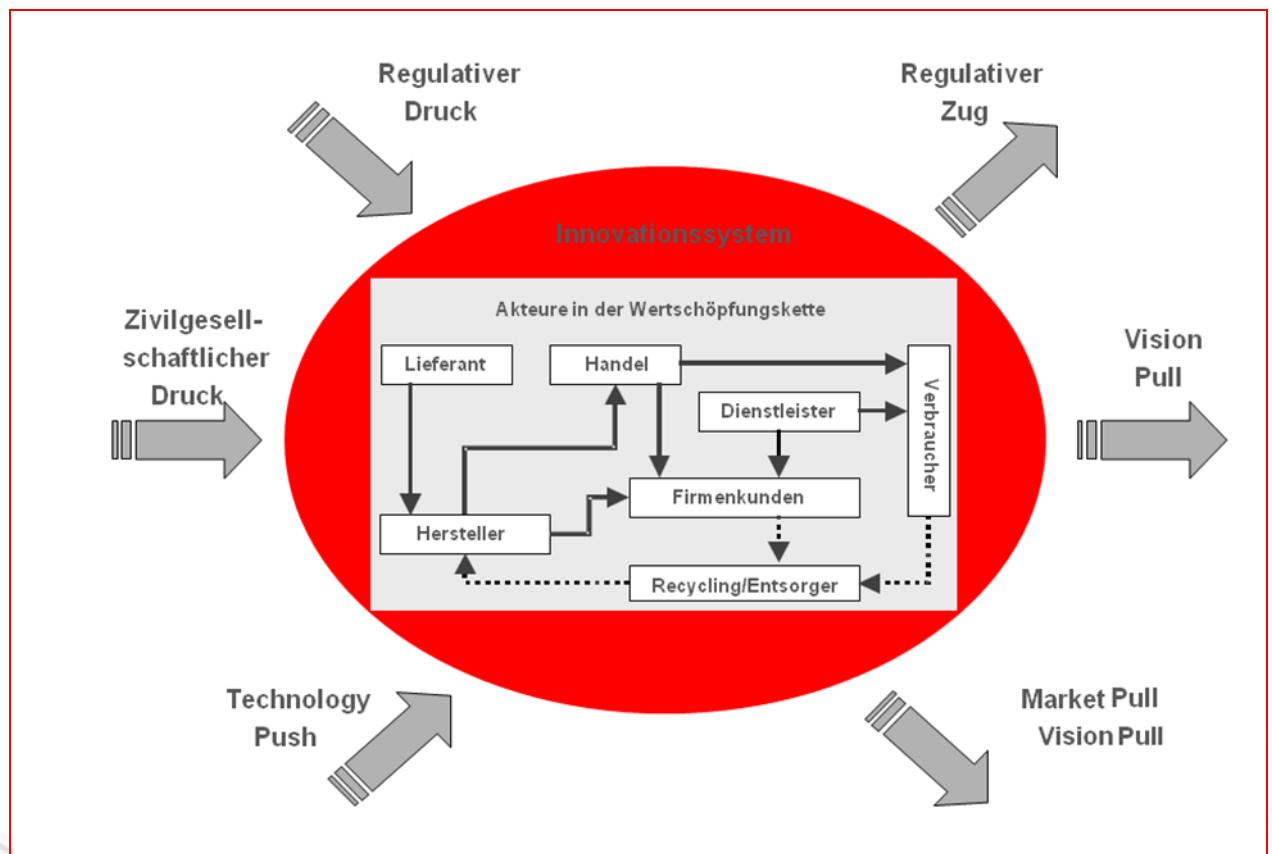 Regulativer
Druck
Regulativer
Zug
Innovationssystem
Akteure in der Wertschöpfungskette
Zivilgesell-
schaftlicher
Druck
Lieferant
Handel
Dienstleister
Verbraucher
Firmenkunden
Hersteller
Recycling/Entsorger
Vision
Pull
Technology
Push
Market Pull
Vision Pull